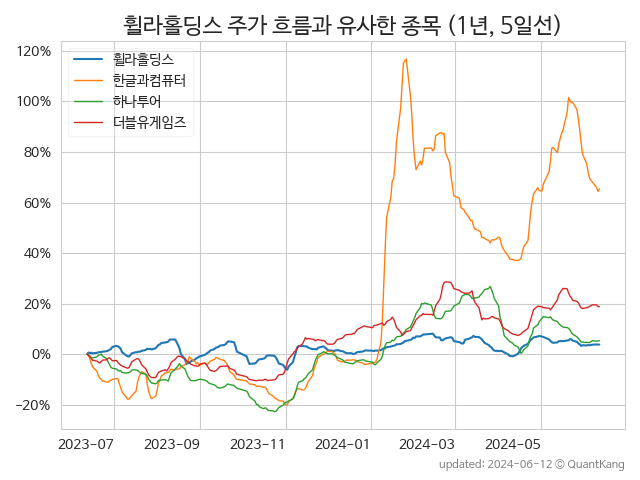 휠라홀딩스 주가 흐름과 유사한 종목 (1년, 5일선)
휠라홀딩스
한글과컴퓨터
하나투어
더블유게임즈
120%
100%
80%
60%
40%
20%
0%
−20%
2023-07 2023-09 2023-11 2024-01 2024-03 2024-05
updated: 2024-06-12 © QuantKang